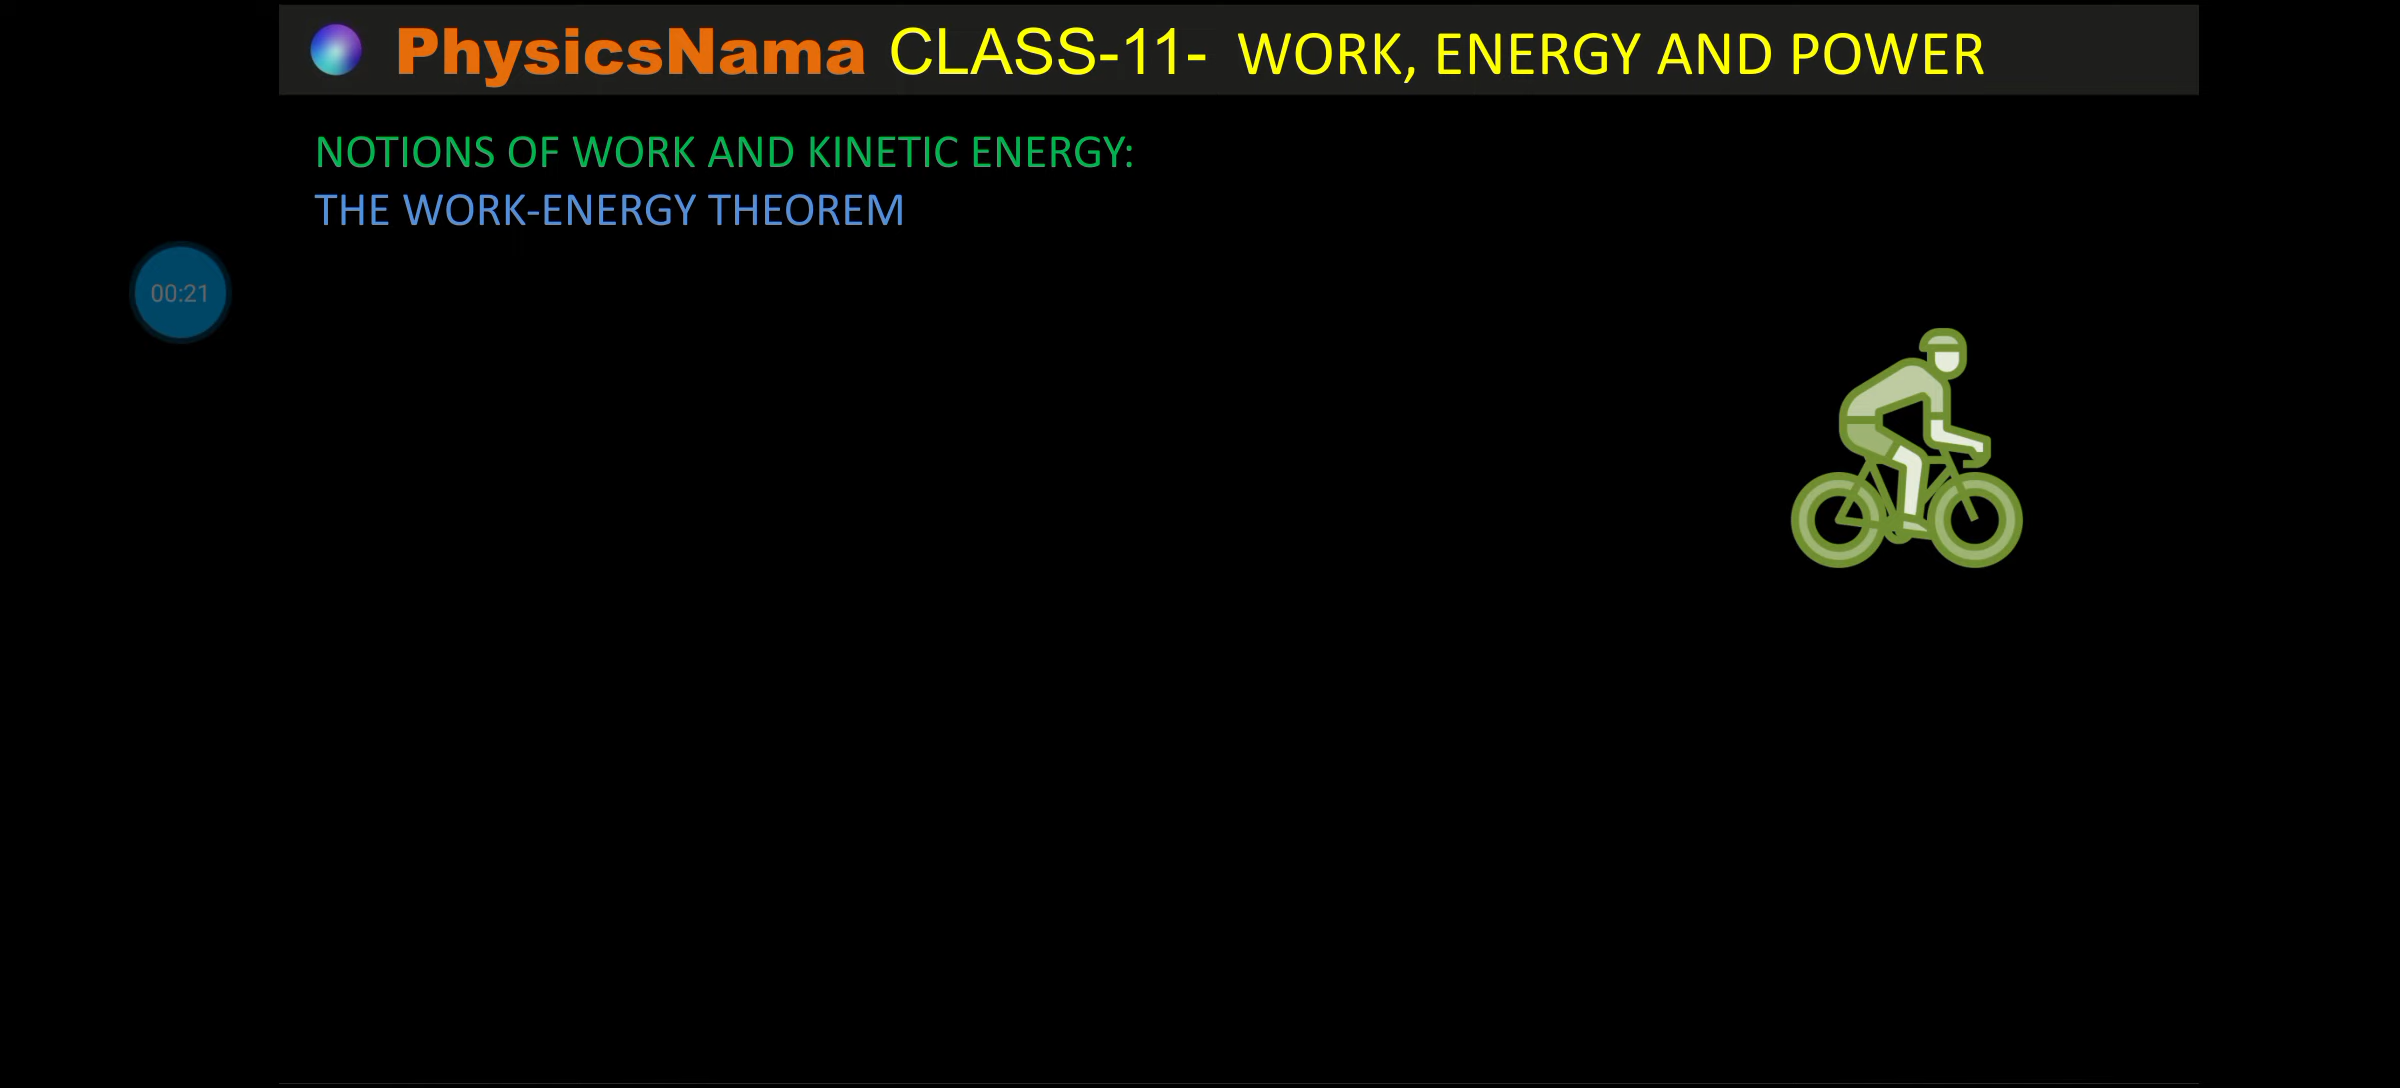 PhysicsNama CLASS-11- WORK, ENERGY AND POWER
NOTIONS OF WORK AND KINETIC ENERGY:
THE WORK-ENERGY THEOREM
00:21